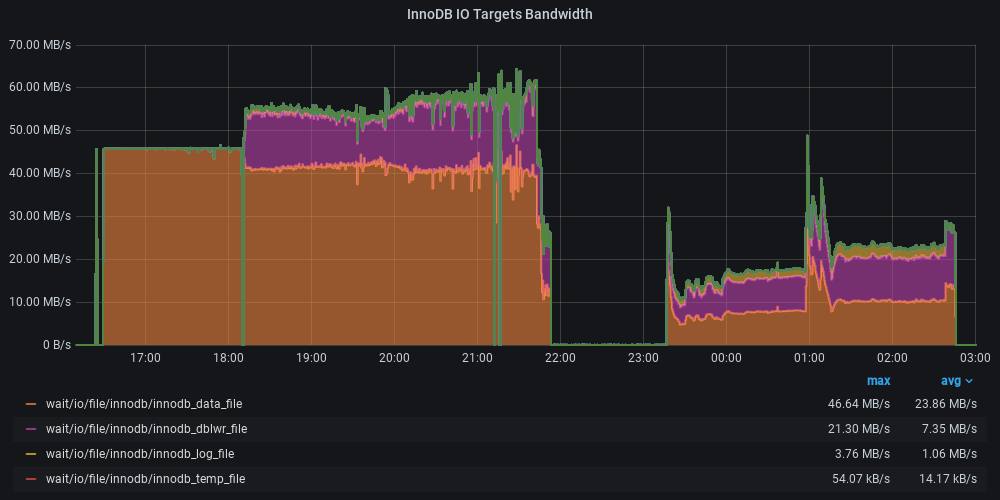 InnoDB IO Targets Bandwidth
70.00 MB/s
60.00 MB/s
50.00 MB/s
40.00 MB/s
30.00 MB/s
20.00 MB/s
10.00 MB/s
0 B/s
17:00 18:00 19:00 20:00 21:00 22:00 23:00 00:00 01:00 02:00 03:00
max avg
wait/io/file/innodb/innodb_data_file 46.64 MB/s 23.86 MB/s
wait/io/file/innodb/innodb_dblwr_file 21.30 MB/s 7.35 MB/s
wait/io/file/innodb/innodb_log_file 3.76 MB/s 1.06 MB/s
wait/io/file/innodb/innodb_temp_file 54.07 kB/s 14.17 kB/s